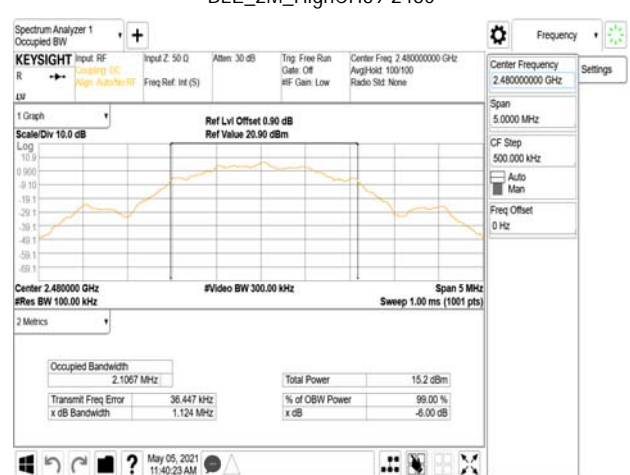 Spectrum Analyzer 1
Occupied BW
Frequency
KEYSIGHT
R
Input: RF
Coupling: DC
Align: Auto/No RF
Input Z: 50 Ω
Freq Ref: Int (S)
Atten: 30 dB
Trig: Free Run
Gate: Off
#IF Gain: Low
Center Freq: 2.480000000 GHz
Avg|Hold: 100/100
Radio Std: None
1 Graph
Scale/Div 10.0 dB
Ref Lvl Offset 0.90 dB
Ref Value 20.90 dBm
Log
10.9
0.900
-9.10
-19.1
-29.1
-39.1
-49.1
-59.1
-69.1
Center 2.480000 GHz
#Res BW 100.00 kHz
#Video BW 300.00 kHz
Span 5 MHz
Sweep 1.00 ms (1001 pts)
2 Metrics
Occupied Bandwidth
2.1067 MHz
Total Power 15.2 dBm
Transmit Freq Error 36.447 kHz
% of OBW Power 99.00 %
x dB Bandwidth 1.124 MHz
x dB -6.00 dB
Center Frequency
2.480000000 GHz
Settings
Span
5.0000 MHz
CF Step
500.000 kHz
Auto
Man
Freq Offset
0 Hz
May 05, 2021
11:40:23 AM